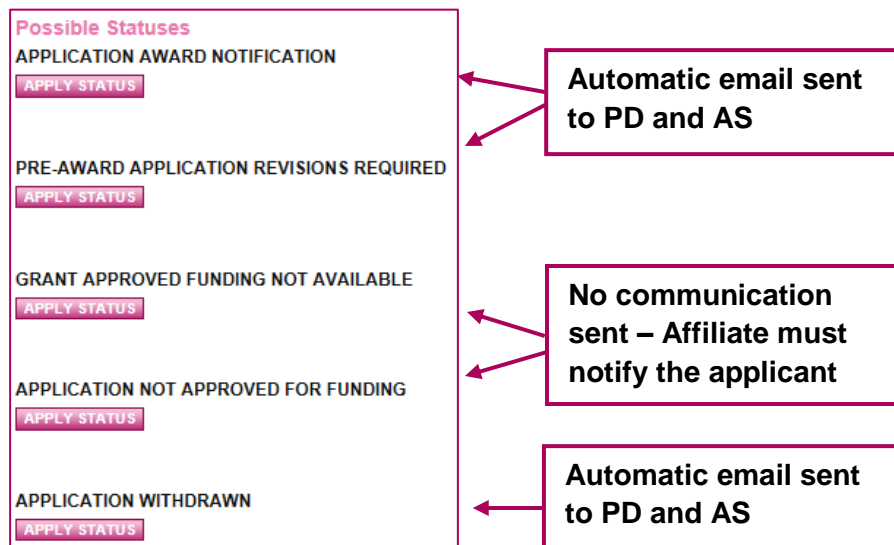 Possible Statuses
APPLICATION AWARD NOTIFICATION
APPLY STATUS
PRE-AWARD APPLICATION REVISIONS REQUIRED
APPLY STATUS
GRANT APPROVED FUNDING NOT AVAILABLE
APPLY STATUS
APPLICATION NOT APPROVED FOR FUNDING
APPLY STATUS
APPLICATION WITHDRAWN
APPLY STATUS
Automatic email sent
to PD and AS
No communication
sent – Affiliate must
notify the applicant
Automatic email sent
to PD and AS